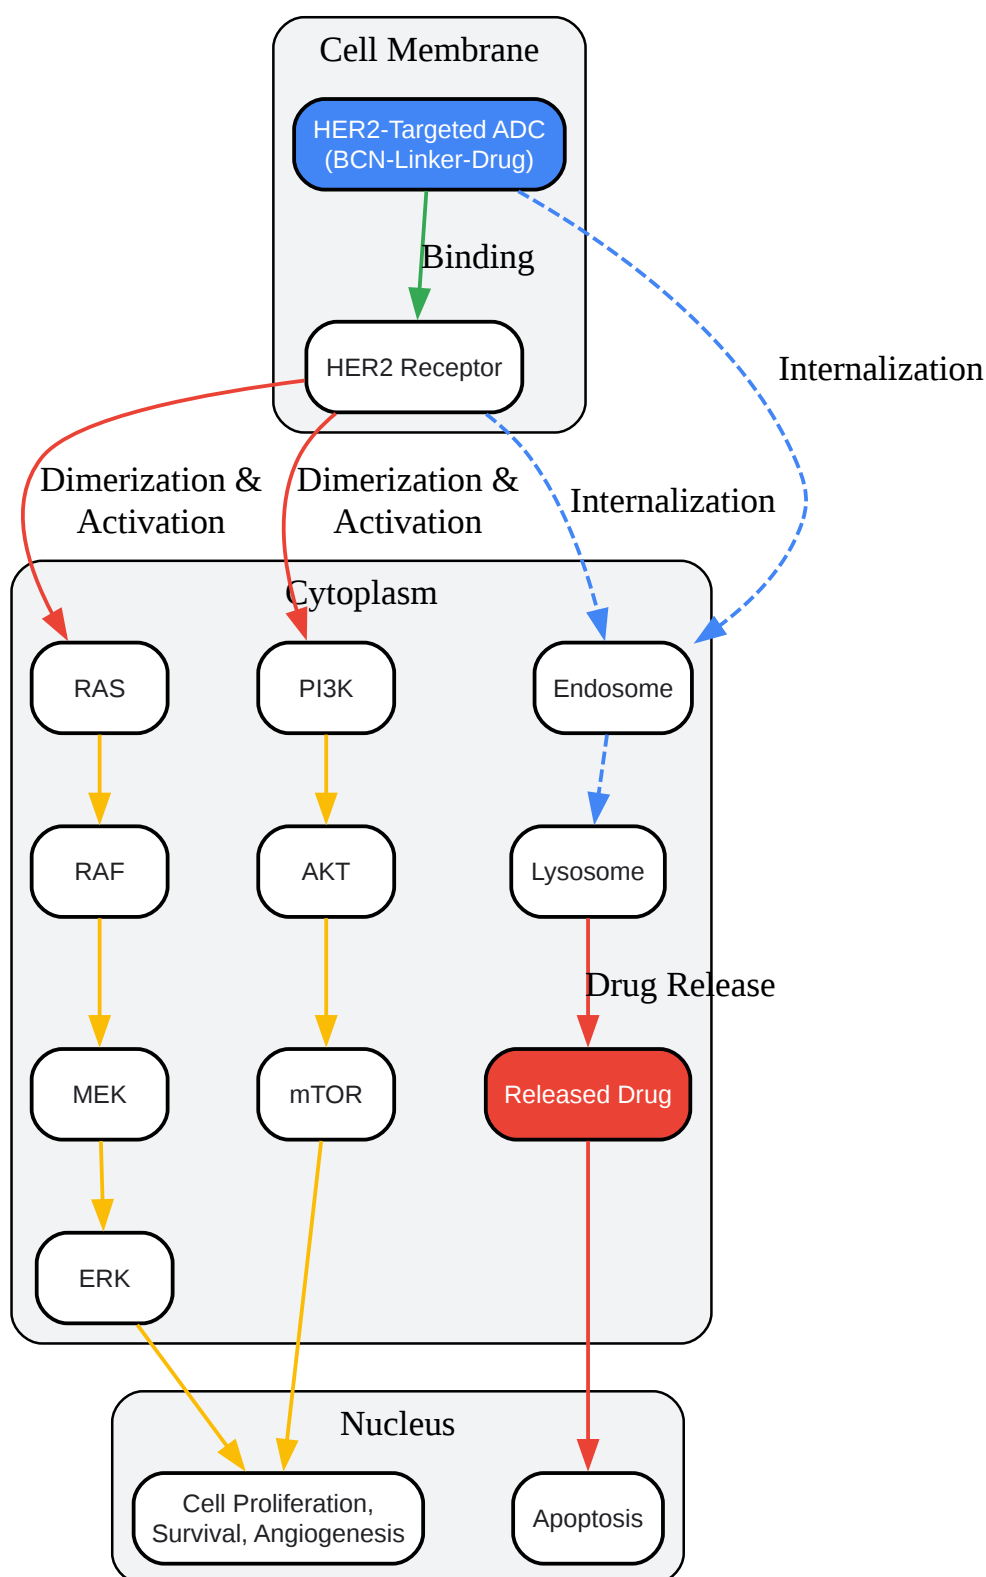 Cell Membrane
HER2-Targeted ADC
(BCN-Linker-Drug)
Binding
HER2 Receptor
Internalization
Dimerization &
Activation
Dimerization &
Activation
Internalization
Cytoplasm
RAS
PI3K
Endosome
RAF
AKT
Lysosome
Drug Release
MEK
mTOR
Released Drug
ERK
Nucleus
Cell Proliferation,
Survival, Angiogenesis
Apoptosis